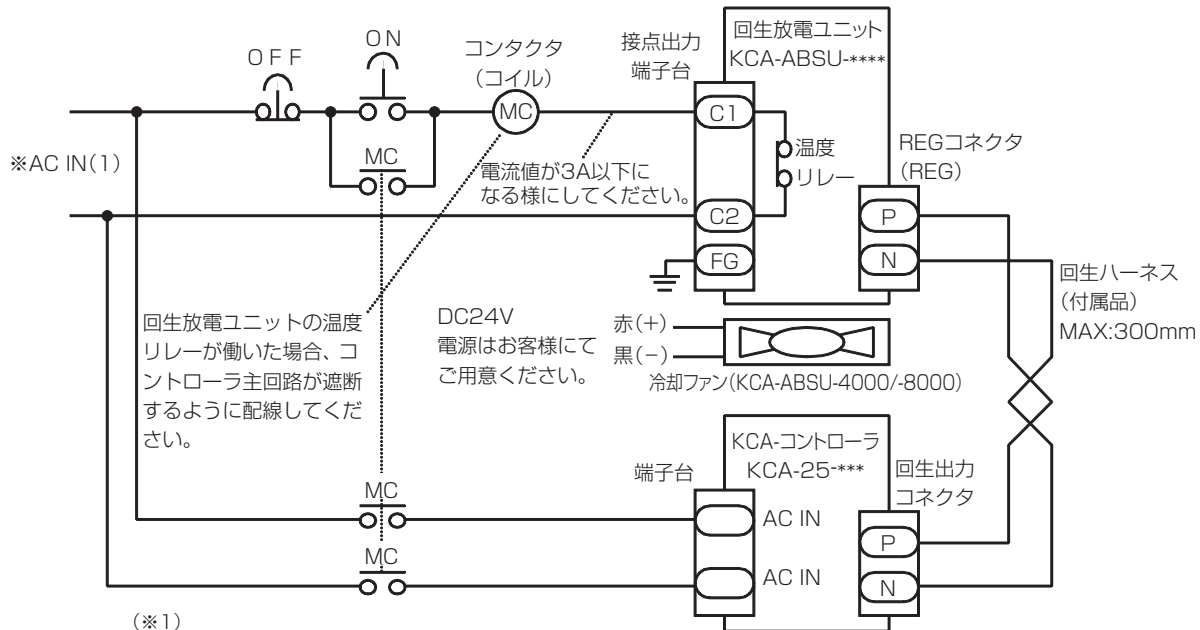 OFF
ON
コンタクタ
(コイル)
MC
MC
※AC IN(1)
電流値が3A以下に
なる様にしてください。
接点出力
端子台
回生放電ユニット
KCA-ABSU-****
C1
C2
FG
温度
リレー
REGコネクタ
(REG)
P
N
回生ハーネス
(付属品)
MAX:300mm
回生放電ユニットの温度
リレーが働いた場合、コ
ントローラ主回路が遮断
するように配線してくだ
さい。
DC24V
電源はお客様にて
ご用意ください。
赤(+)
黒(−)
冷却ファン(KCA-ABSU-4000/-8000)
KCA-コントローラ
KCA-25-***
端子台
回生出力
コネクタ
MC
AC IN
MC
AC IN
P
N
(※1)